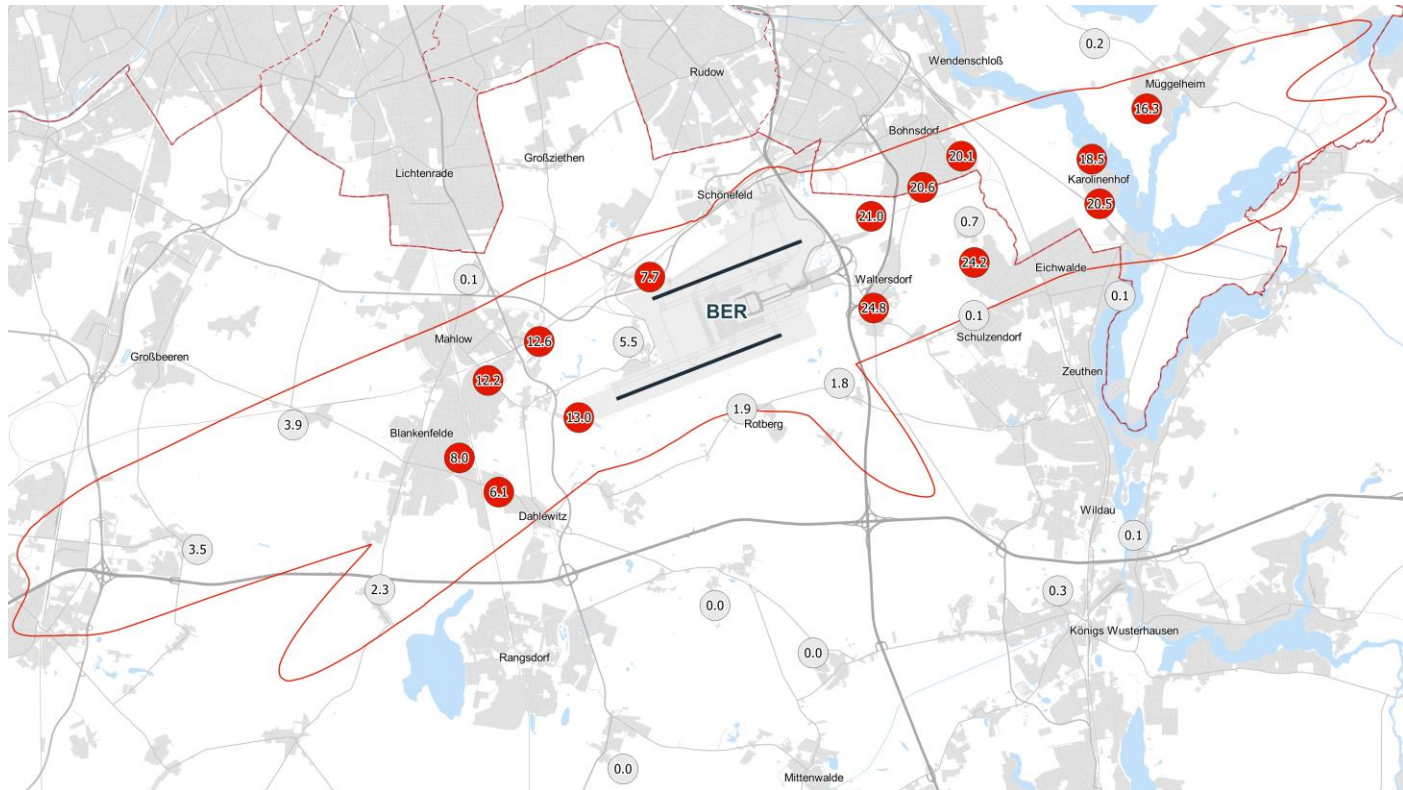 0.2
Wendenschloß
Rudow
Müggelheim
16.3
Bohnsdorf
20.1
18.5
Großziethen
Lichtenrade
Karolinenhof
20.6
Schönefeld
20.5
21.0
0.7
24.2
Eichwalde
7.7
0.1
Waltersdorf
0.1
24.8
BER
0.1
Schulzendorf
Mahlow
12.6
5.5
Großbeeren
Zeuthen
12.2
1.8
1.9
13.0
3.9
Rotberg
Blankenfelde
8.0
6.1
Wildau
Dahlewitz
0.1
3.5
2.3
0.3
0.0
Königs Wusterhausen
0.0
Rangsdorf
0.0
Mittenwalde